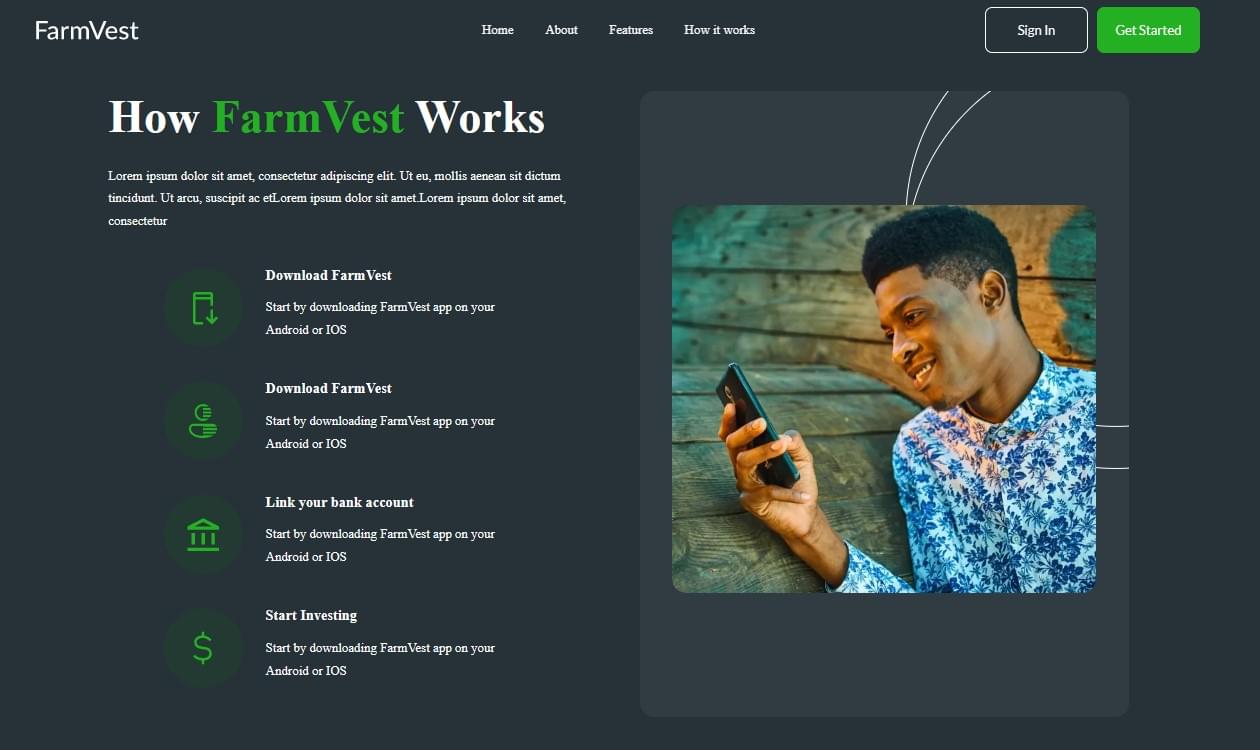 FarmVest
Home About Features How it works
Sign In
Get Started
How FarmVest Works
Lorem ipsum dolor sit amet, consectetur adipiscing elit. Ut eu, mollis aenean sit dictum
tincidunt. Ut arcu, suscipit ac etLorem ipsum dolor sit amet.Lorem ipsum dolor sit amet,
consectetur
Download FarmVest
Start by downloading FarmVest app on your
Android or IOS
Download FarmVest
Start by downloading FarmVest app on your
Android or IOS
Link your bank account
Start by downloading FarmVest app on your
Android or IOS
Start Investing
Start by downloading FarmVest app on your
Android or IOS